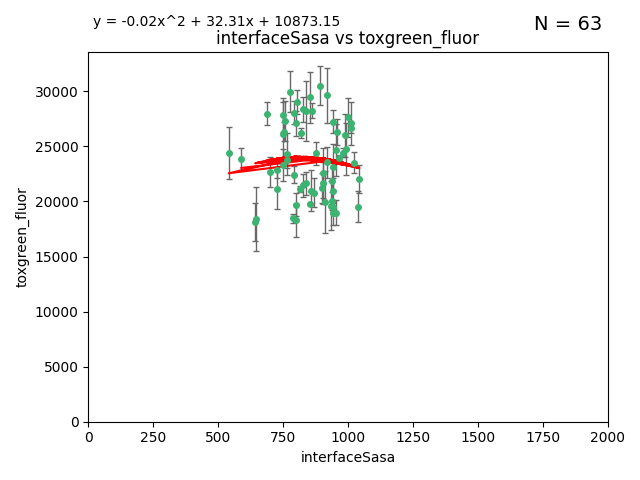 y = -0.02x^2 + 32.31x + 10873.15
N = 63
interfaceSasa vs toxgreen_fluor
30000
25000
20000
15000
10000
5000
0
toxgreen_fluor
0 250 500 750 1000 1250 1500 1750 2000
interfaceSasa